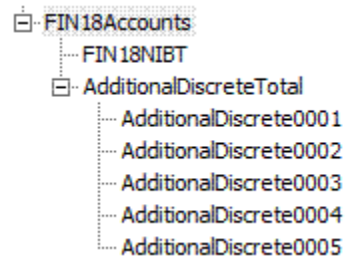 FIN18Accounts
FIN18NIBT
AdditionalDiscreteTotal
AdditionalDiscrete0001
AdditionalDiscrete0002
AdditionalDiscrete0003
AdditionalDiscrete0004
AdditionalDiscrete0005